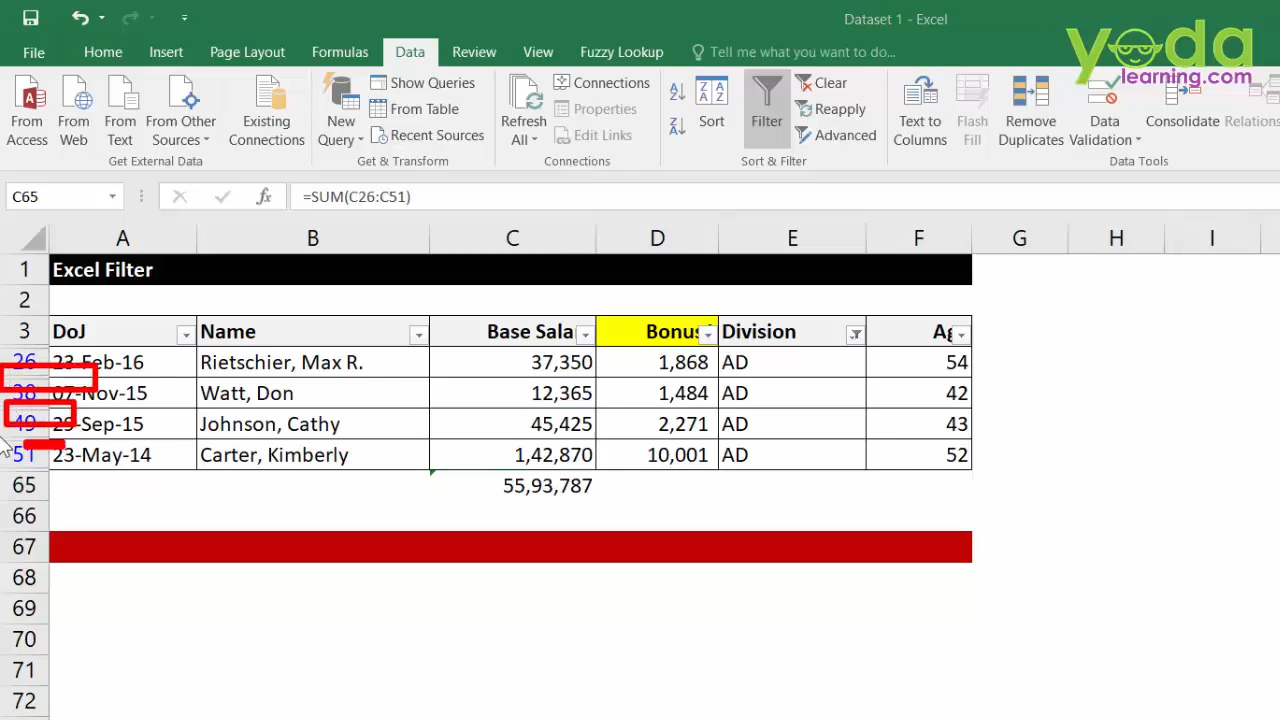 Dataset 1 - Excel
yoda
learning.com
File Home Insert Page Layout Formulas Data Review View Fuzzy Lookup Tell me what you want to do...
From Access
From Web
From Text
From Other Sources
Existing Connections
Get External Data
New Query
Show Queries
From Table
Recent Sources
Get & Transform
Refresh All
Connections
Properties
Edit Links
Connections
Sort
Filter
Clear
Reapply
Advanced
Sort & Filter
Text to Columns
Flash Fill
Remove Duplicates
Data Validation
Consolidate
Relations
Data Tools
C65 fx =SUM(C26:C51)
A B C D E F G H I
1 Excel Filter
2
3 DoJ Name Base Sala Bonus Division Ag
26 23-Feb-16 Rietschier, Max R. 37,350 1,868 AD 54
38 07-Nov-15 Watt, Don 12,365 1,484 AD 42
49 29-Sep-15 Johnson, Cathy 45,425 2,271 AD 43
51 23-May-14 Carter, Kimberly 1,42,870 10,001 AD 52
65 55,93,787
66
67
68
69
70
71
72